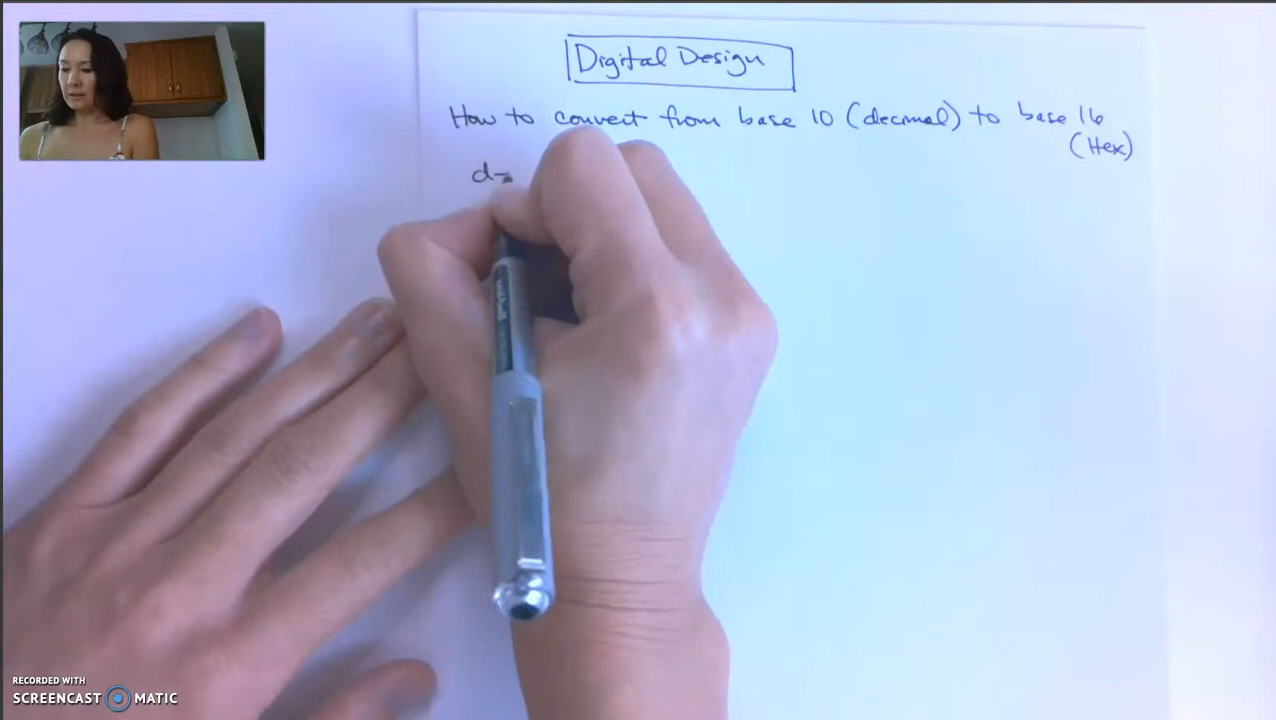 Digital Design
How to convert from base 10 (decimal) to base 16
(Hex)
d=
RECORDED WITH
SCREENCAST MATIC